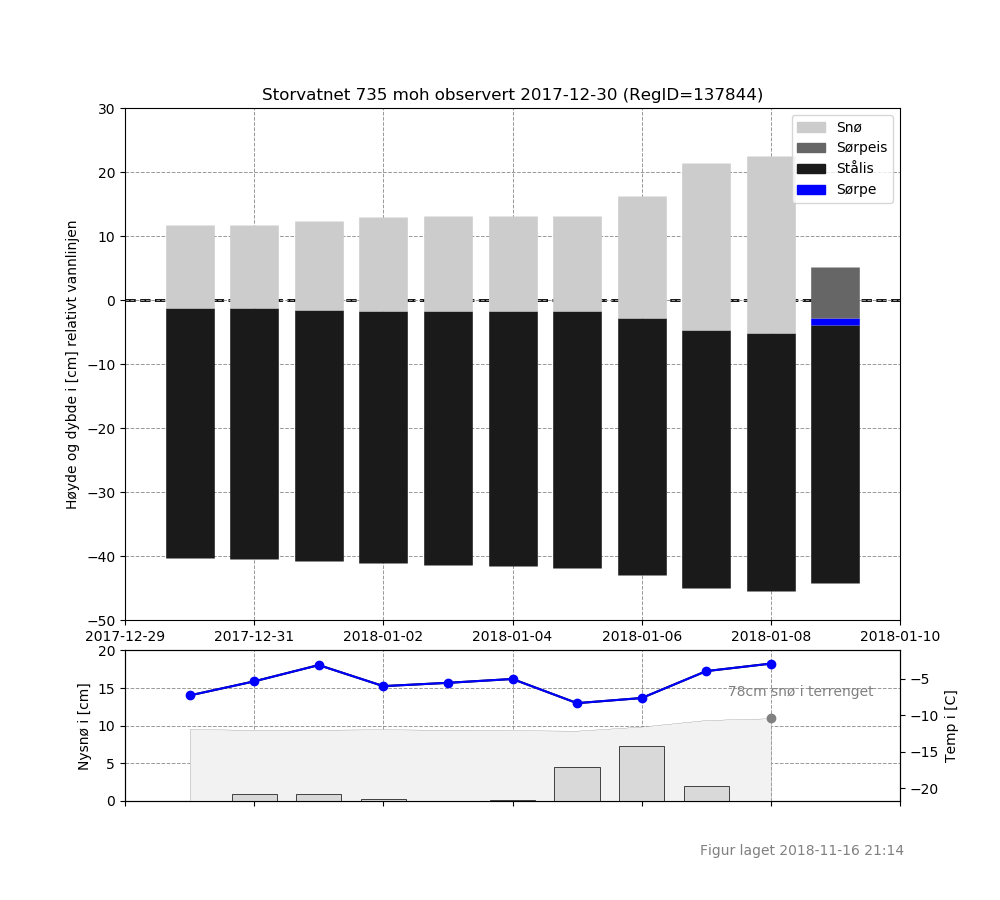 Storvatnet 735 moh observert 2017-12-30 (RegID=137844)
30
20
10
0
−10
−20
−30
−40
−50
Høyde og dybde i [cm] relativt vannlinjen
Snø
Sørpeis
Stålis
Sørpe
2017-12-29
2017-12-31
2018-01-02
2018-01-04
2018-01-06
2018-01-08
2018-01-10
20
15
10
5
0
Nysnø i [cm]
78cm snø i terrenget
−5
−10
−15
−20
Temp i [C]
Figur laget 2018-11-16 21:14